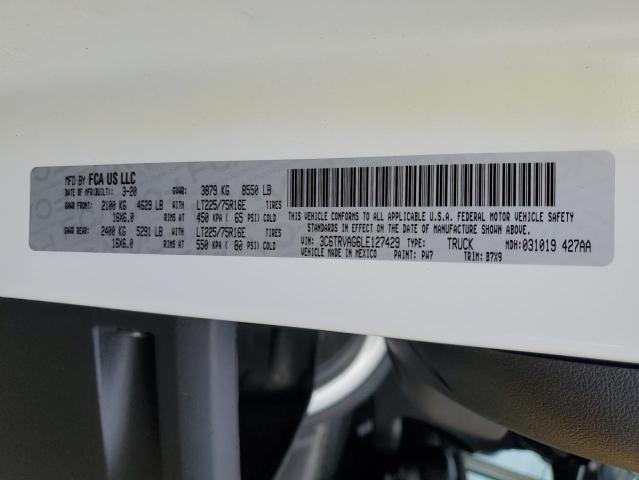 MFD BY FCA US LLC
DATE OF MFR(BUILT): 3-20 GVWR: 3879 KG 8550 LB
GAWR FRONT: 2100 KG 4629 LB WITH LT225/75R16E TIRES
16X6.0 RIMS AT 450 KPA ( 65 PSI) COLD
GAWR REAR: 2400 KG 5291 LB WITH LT225/75R16E TIRES
16X6.0 RIMS AT 550 KPA ( 80 PSI) COLD
THIS VEHICLE CONFORMS TO ALL APPLICABLE U.S.A. FEDERAL MOTOR VEHICLE SAFETY
STANDARDS IN EFFECT ON THE DATE OF MANUFACTURE SHOWN ABOVE.
VIN: 3C6TRVAG6LE127429 TYPE: TRUCK MDH: 031019 427AA
VEHICLE MADE IN MEXICO PAINT: PW7 TRIM: B7X9